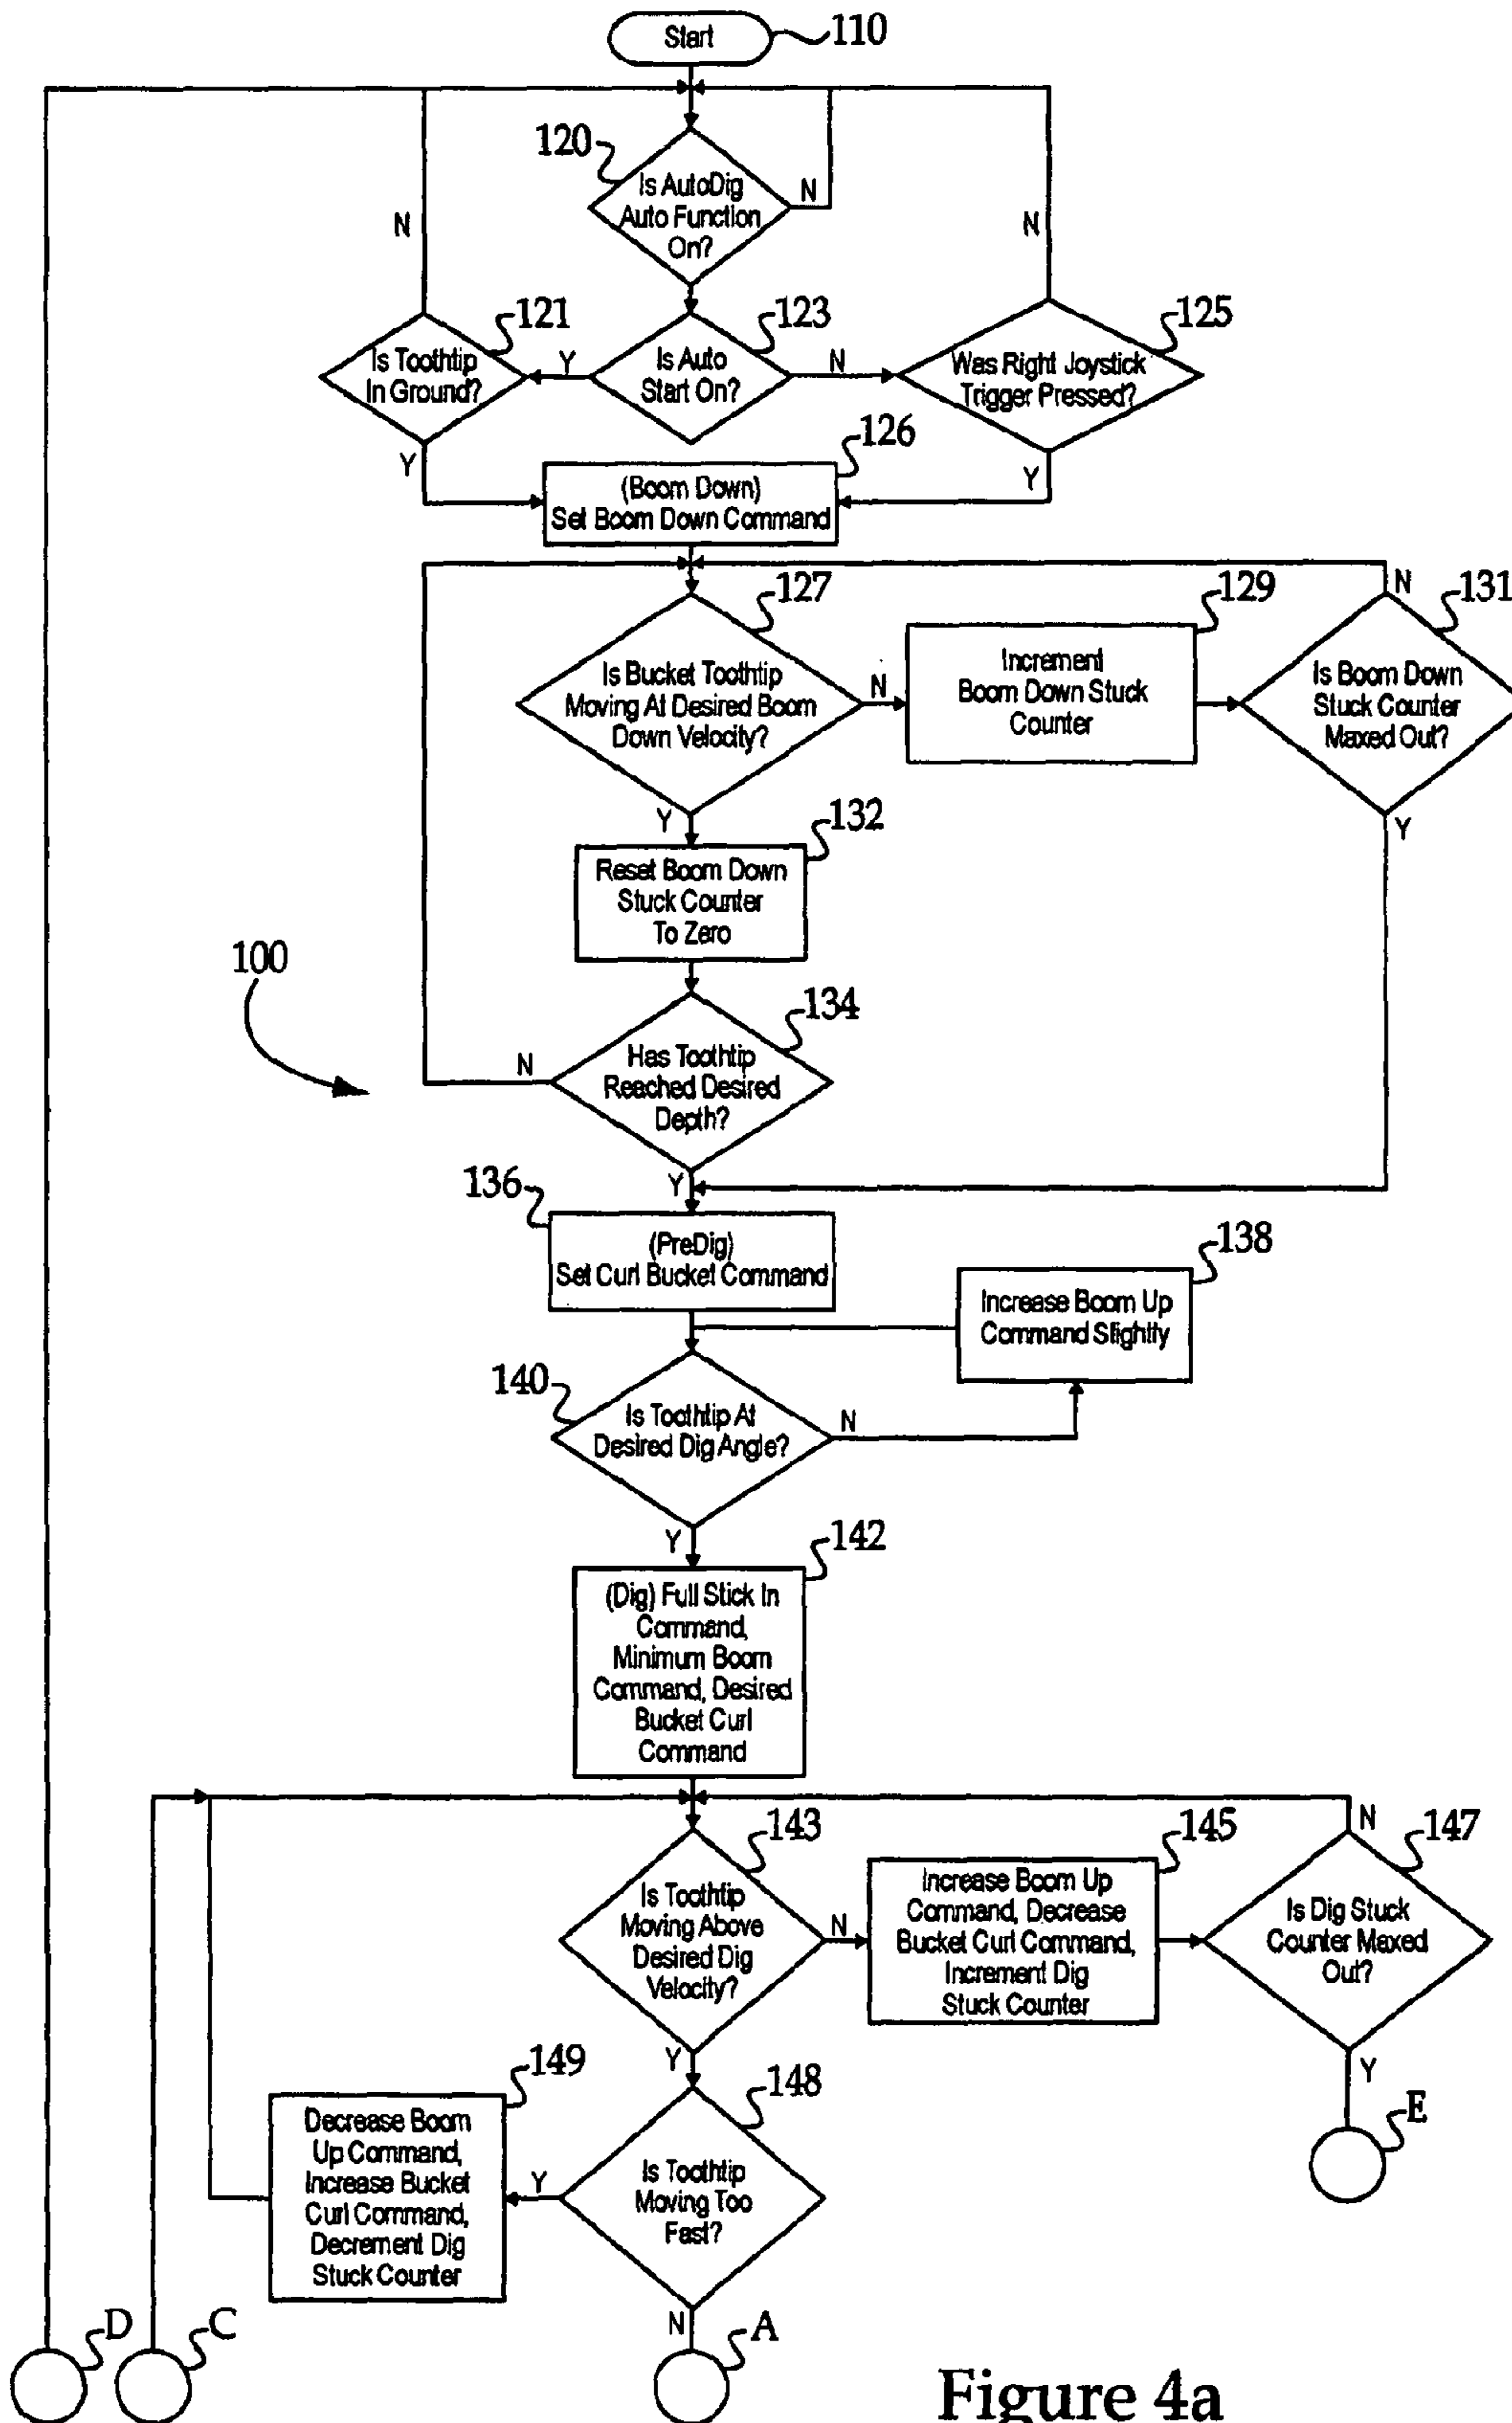 Start
110
120
Is AutoDig
Auto Function
On?
N
N
N
121
Is Toothtip
In Ground?
Y
123
Is Auto
Start On?
N
125
Was Right Joystick
Trigger Pressed?
Y
Y
126
(Boom Down)
Set Boom Down Command
127
Is Bucket Toothtip
Moving At Desired Boom
Down Velocity?
N
129
Increment
Boom Down Stuck
Counter
N
131
Is Boom Down
Stuck Counter
Maxed Out?
Y
Y
132
Reset Boom Down
Stuck Counter
To Zero
100
134
Has Toothtip
Reached Desired
Depth?
N
Y
136
(PreDig)
Set Curl Bucket Command
138
Increase Boom Up
Command Slightly
140
Is Toothtip At
Desired Dig Angle?
N
Y
142
(Dig) Full Stick In
Command,
Minimum Boom
Command, Desired
Bucket Curl
Command
143
Is Toothtip
Moving Above
Desired Dig
Velocity?
N
145
Increase Boom Up
Command, Decrease
Bucket Curl Command,
Increment Dig
Stuck Counter
N
147
Is Dig Stuck
Counter Maxed
Out?
Y
Y
E
149
Decrease Boom
Up Command,
Increase Bucket
Curl Command,
Decrement Dig
Stuck Counter
Y
148
Is Toothtip
Moving Too
Fast?
N
D
C
A
Figure 4a